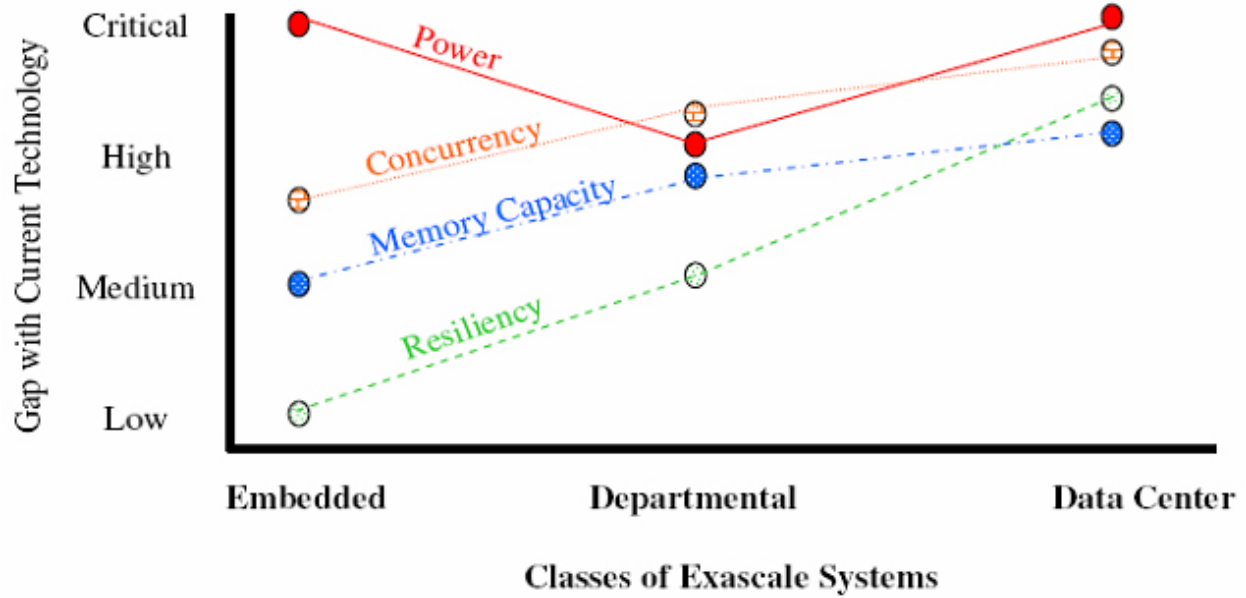 Gap with Current Technology
Critical
High
Medium
Low
Power
Concurrency
Memory Capacity
Resiliency
Embedded
Departmental
Data Center
Classes of Exascale Systems